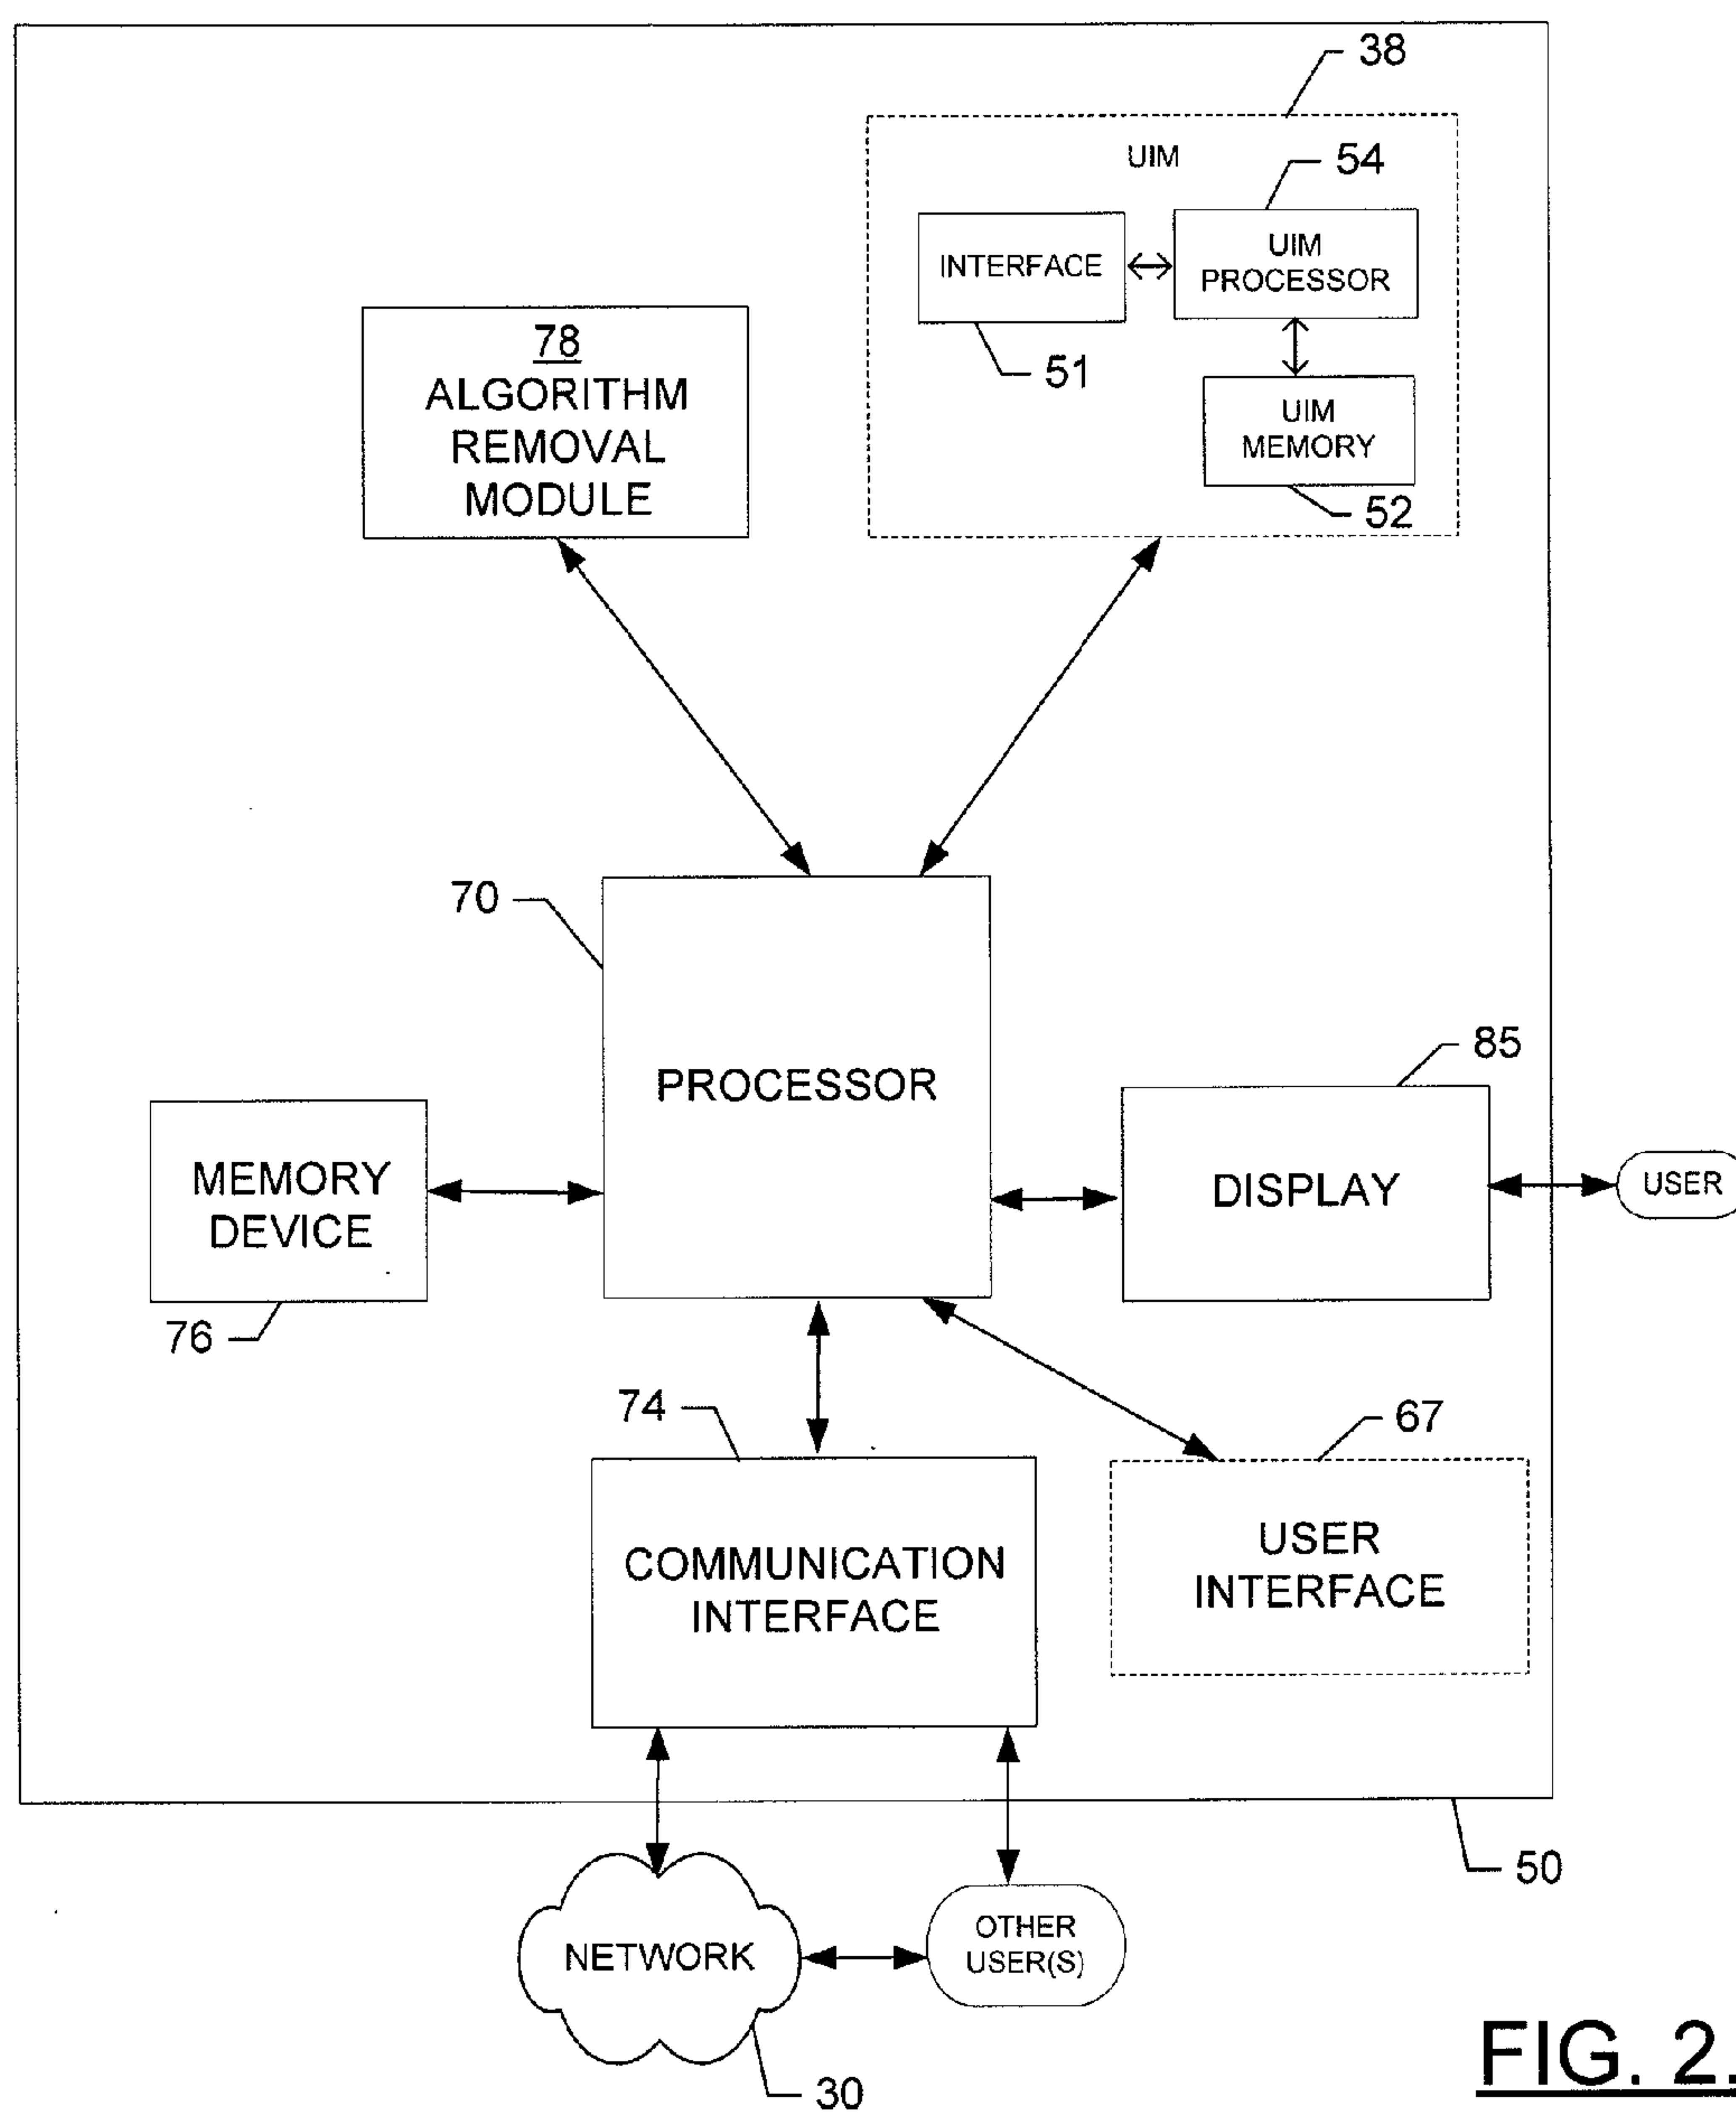 38
UIM
54
INTERFACE
UIM
PROCESSOR
51
UIM
MEMORY
52
78
ALGORITHM
REMOVAL
MODULE
70
PROCESSOR
85
MEMORY
DEVICE
76
DISPLAY
USER
74
67
COMMUNICATION
INTERFACE
USER
INTERFACE
50
NETWORK
OTHER
USER(S)
30
FIG. 2.